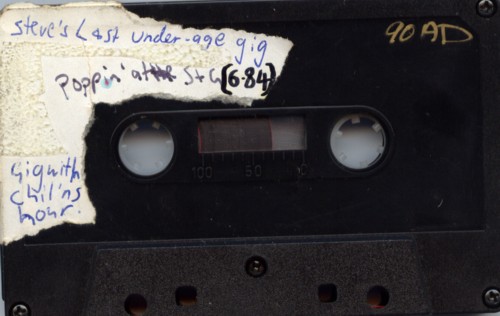 Steve's Last under-age gig
90 AD
Poppin' at St G (6·84)
Gig with
Chil'ns
hour.
100 50 0